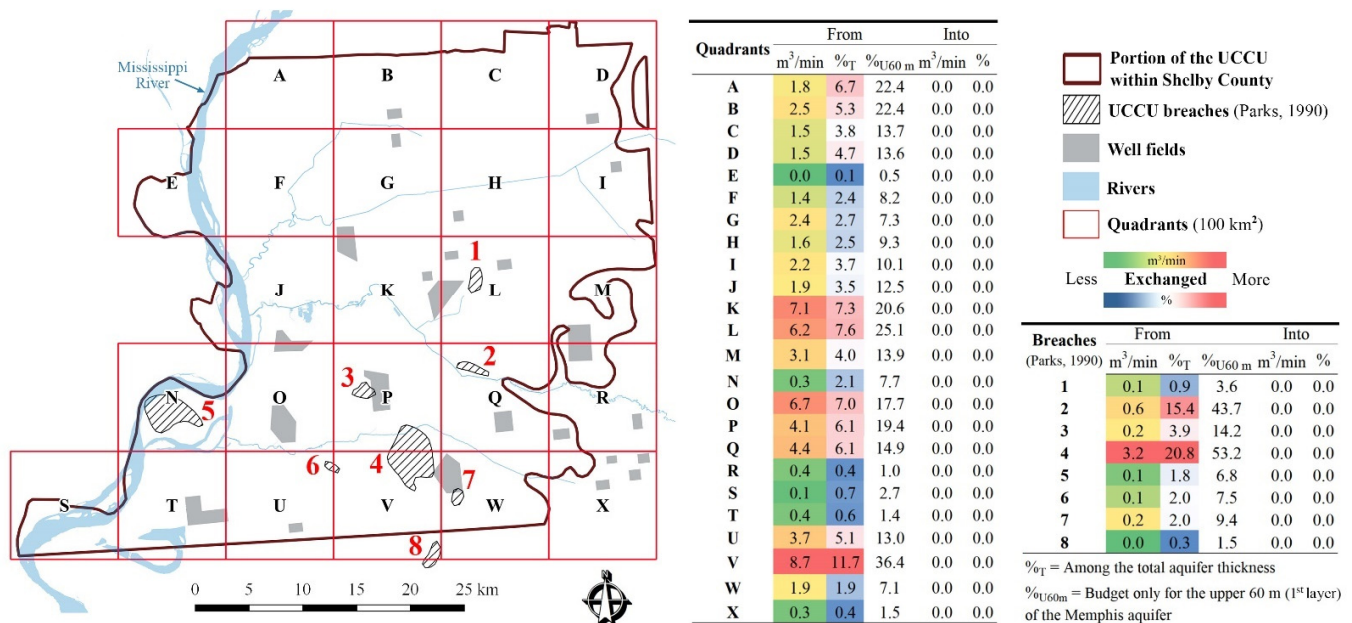 Mississippi
River
A B C D
E F G H I
1
J K L M
2
3
N 5 O P Q R
4
6 7
S T U V W X
8
0 5 10 15 20 25 km
N
Quadrants From Into
m³/min %T %U60 m m³/min %
A 1.8 6.7 22.4 0.0 0.0
B 2.5 5.3 22.4 0.0 0.0
C 1.5 3.8 13.7 0.0 0.0
D 1.5 4.7 13.6 0.0 0.0
E 0.0 0.1 0.5 0.0 0.0
F 1.4 2.4 8.2 0.0 0.0
G 2.4 2.7 7.3 0.0 0.0
H 1.6 2.5 9.3 0.0 0.0
I 2.2 3.7 10.1 0.0 0.0
J 1.9 3.5 12.5 0.0 0.0
K 7.1 7.3 20.6 0.0 0.0
L 6.2 7.6 25.1 0.0 0.0
M 3.1 4.0 13.9 0.0 0.0
N 0.3 2.1 7.7 0.0 0.0
O 6.7 7.0 17.7 0.0 0.0
P 4.1 6.1 19.4 0.0 0.0
Q 4.4 6.1 14.9 0.0 0.0
R 0.4 0.4 1.0 0.0 0.0
S 0.1 0.7 2.7 0.0 0.0
T 0.4 0.6 1.4 0.0 0.0
U 3.7 5.1 13.0 0.0 0.0
V 8.7 11.7 36.4 0.0 0.0
W 1.9 1.9 7.1 0.0 0.0
X 0.3 0.4 1.5 0.0 0.0
Portion of the UCCU
within Shelby County
UCCU breaches (Parks, 1990)
Well fields
Rivers
Quadrants (100 km²)
m³/min
Less Exchanged More
%
Breaches From Into
(Parks, 1990) m³/min %T %U60 m m³/min %
1 0.1 0.9 3.6 0.0 0.0
2 0.6 15.4 43.7 0.0 0.0
3 0.2 3.9 14.2 0.0 0.0
4 3.2 20.8 53.2 0.0 0.0
5 0.1 1.8 6.8 0.0 0.0
6 0.1 2.0 7.5 0.0 0.0
7 0.2 2.0 9.4 0.0 0.0
8 0.0 0.3 1.5 0.0 0.0
%T = Among the total aquifer thickness
%U60m = Budget only for the upper 60 m (1st layer)
of the Memphis aquifer